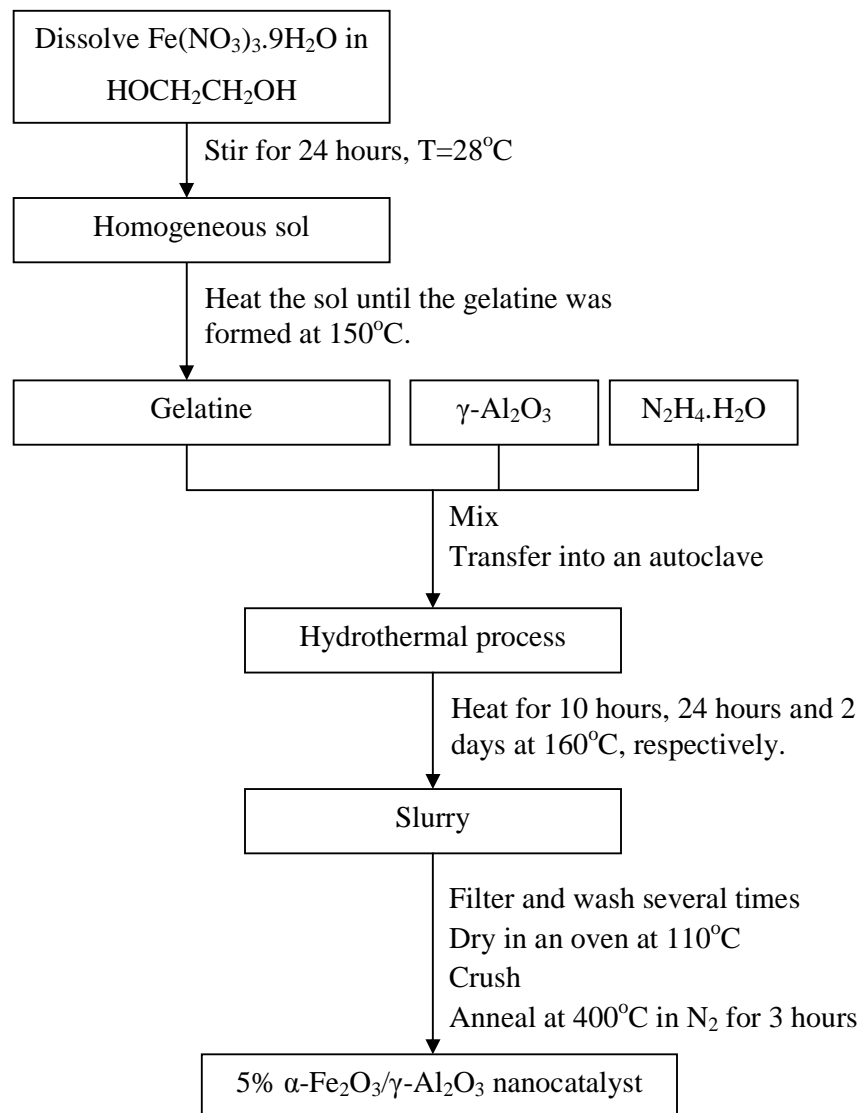 Dissolve Fe(NO₃)₃.9H₂O in
HOCH₂CH₂OH
Stir for 24 hours, T=28°C
Homogeneous sol
Heat the sol until the gelatine was
formed at 150°C.
Gelatine
γ-Al₂O₃
N₂H₄.H₂O
Mix
Transfer into an autoclave
Hydrothermal process
Heat for 10 hours, 24 hours and 2
days at 160°C, respectively.
Slurry
Filter and wash several times
Dry in an oven at 110°C
Crush
Anneal at 400°C in N₂ for 3 hours
5% α-Fe₂O₃/γ-Al₂O₃ nanocatalyst